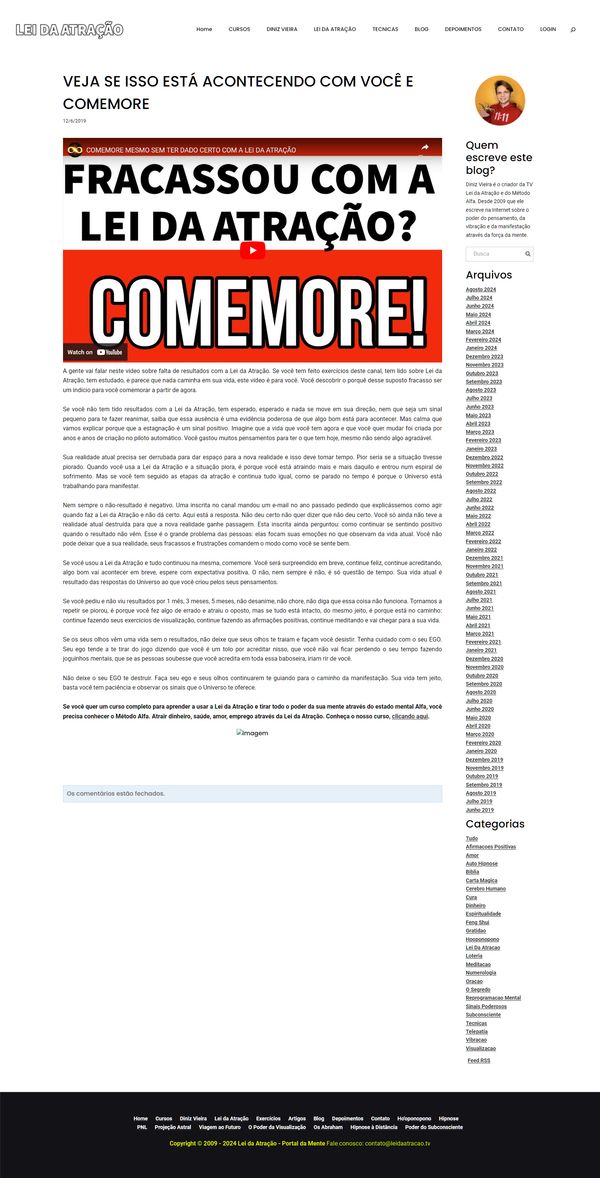 LEI DA ATRAÇÃO
Home CURSOS DINIZ VIEIRA LEI DA ATRAÇÃO TECNICAS BLOG DEPOIMENTOS CONTATO LOGIN
VEJA SE ISSO ESTÁ ACONTECENDO COM VOCÊ E
COMEMORE
12/6/2019
COMEMORE MESMO SEM TER DADO CERTO COM A LEI DA ATRAÇÃO
FRACASSOU COM A
LEI DA ATRAÇÃO?
COMEMORE!
Watch on YouTube
A gente vai falar neste vídeo sobre falta de resultados com a Lei da Atração. Se você tem feito exercícios deste canal, tem lido sobre Lei
da Atração, tem estudado, e parece que nada caminha em sua vida, este vídeo é para você. Você descobrir o porquê desse suposto fracasso ser
um indício para você comemorar a partir de agora.
Se você não tem tido resultados com a Lei da Atração, tem esperado, esperado e nada se move em sua direção, nem que seja um sinal
pequeno para te fazer reanimar, saiba que essa ausência é uma evidência poderosa de que algo bom está para acontecer. Mas calma que
vamos explicar porque que a estagnação é um sinal positivo. Imagine que a vida que você tem agora e que você quer mudar foi criada por
anos e anos de criação no piloto automático. Você gastou muitos pensamentos para ter o que tem hoje, mesmo não sendo algo agradável.
Sua realidade atual precisa ser derrubada para dar espaço para a nova realidade e isso deve tomar tempo. Pior seria se a situação tivesse
piorado. Quando você usa a Lei da Atração e a situação piora, é porque você está atraindo mais e mais daquilo e entrou num espiral de
sofrimento. Mas se você tem seguido as etapas da atração e continua tudo igual, como se parado no tempo é porque o Universo está
trabalhando para manifestar.
Nem sempre o não-resultado é negativo. Uma inscrita no canal mandou um e-mail no ano passado pedindo que explicássemos como agir
quando faz a Lei da Atração e não dá certo. Aqui está a resposta. Não deu certo não quer dizer que não deu certo. Você só ainda não teve a
realidade atual destruída para que a nova realidade ganhe passagem. Esta inscrita ainda perguntou: como continuar se sentindo positivo
quando o resultado não vêm. Esse é o grande problema das pessoas: elas focam suas emoções no que observam da vida atual. Você não
pode deixar que a sua realidade, seus fracassos e frustrações comandem o modo como você se sente bem.
Se você usou a Lei da Atração e tudo continuou na mesma, comemore. Você será surpreendido em breve, continue feliz, continue acreditando,
algo bom vai acontecer em breve, espere com expectativa positiva. O não, nem sempre é não, é só questão de tempo. Sua vida atual é
resultado das respostas do Universo ao que você criou pelos seus pensamentos.
Se você pediu e não viu resultados por 1 mês, 3 meses, 5 meses, não desanime, não chore, não diga que essa coisa não funciona. Tornamos a
repetir se piorou, é porque você fez algo de errado e atraiu o oposto, mas se tudo está intacto, do mesmo jeito, é porque está no caminho:
continue fazendo seus exercícios de visualização, continue fazendo as afirmações positivas, continue meditando e vai chegar para a sua vida.
Se os seus olhos vêm uma vida sem o resultados, não deixe que seus olhos te traiam e façam você desistir. Tenha cuidado com o seu EGO.
Seu ego tende a te tirar do jogo dizendo que você é um tolo por acreditar nisso, que você não vai ficar perdendo o seu tempo fazendo
joguinhos mentais, que se as pessoas soubesse que você acredita em toda essa baboseira, iriam rir de você.
Não deixe o seu EGO te destruir. Faça seu ego e seus olhos continuarem te guiando para o caminho da manifestação. Sua vida tem jeito,
basta você tem paciência e observar os sinais que o Universo te oferece.
Se você quer um curso completo para aprender a usar a Lei da Atração e tirar todo o poder da sua mente através do estado mental Alfa, você
precisa conhecer o Método Alfa. Atrair dinheiro, saúde, amor, emprego através da Lei da Atração. Conheça o nosso curso, clicando aqui.
Imagem
Os comentários estão fechados.
11:11
Quem
escreve este
blog?
Diniz Vieira é o criador da TV
Lei da Atração e do Método
Alfa. Desde 2009 que ele
escreve na Internet sobre o
poder do pensamento, da
vibração e da manifestação
através da força da mente.
Busca
Arquivos
Agosto 2024
Julho 2024
Junho 2024
Maio 2024
Abril 2024
Março 2024
Fevereiro 2024
Janeiro 2024
Dezembro 2023
Novembro 2023
Outubro 2023
Setembro 2023
Agosto 2023
Julho 2023
Junho 2023
Maio 2023
Abril 2023
Março 2023
Fevereiro 2023
Janeiro 2023
Dezembro 2022
Novembro 2022
Outubro 2022
Setembro 2022
Agosto 2022
Julho 2022
Junho 2022
Maio 2022
Abril 2022
Março 2022
Fevereiro 2022
Janeiro 2022
Dezembro 2021
Novembro 2021
Outubro 2021
Setembro 2021
Agosto 2021
Julho 2021
Junho 2021
Maio 2021
Abril 2021
Março 2021
Fevereiro 2021
Janeiro 2021
Dezembro 2020
Novembro 2020
Outubro 2020
Setembro 2020
Agosto 2020
Julho 2020
Junho 2020
Maio 2020
Abril 2020
Março 2020
Fevereiro 2020
Janeiro 2020
Dezembro 2019
Novembro 2019
Outubro 2019
Setembro 2019
Agosto 2019
Julho 2019
Junho 2019
Categorias
Tudo
Afirmacoes Positivas
Amor
Auto Hipnose
Biblia
Carta Magica
Cerebro Humano
Cura
Dinheiro
Espiritualidade
Feng Shui
Gratidao
Hooponopono
Lei Da Atracao
Loteria
Meditacao
Numerologia
Oracao
O Segredo
Reprogramacao Mental
Sinais Poderosos
Subconsciente
Tecnicas
Telepatia
Vibracao
Visualizacao
Feed RSS
Home Cursos Diniz Vieira Lei da Atração Exercícios Artigos Blog Depoimentos Contato Ho'oponopono Hipnose
PNL Projeção Astral Viagem ao Futuro O Poder da Visualização Os Abraham Hipnose à Distância Poder do Subconsciente
Copyright © 2009 - 2024 Lei da Atração - Portal da Mente Fale conosco: contato@leidaatracao.tv